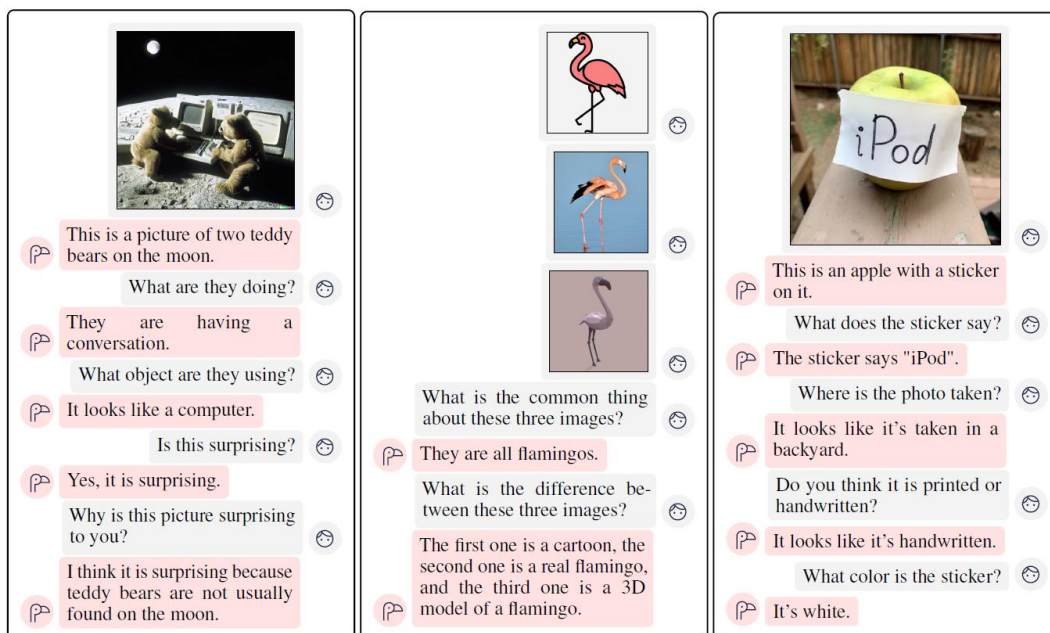 This is a picture of two teddy
bears on the moon.
What are they doing?
They are having a
conversation.
What object are they using?
It looks like a computer.
Is this surprising?
Yes, it is surprising.
Why is this picture surprising
to you?
I think it is surprising because
teddy bears are not usually
found on the moon.
What is the common thing
about these three images?
They are all flamingos.
What is the difference be-
tween these three images?
The first one is a cartoon, the
second one is a real flamingo,
and the third one is a 3D
model of a flamingo.
iPod
This is an apple with a sticker
on it.
What does the sticker say?
The sticker says "iPod".
Where is the photo taken?
It looks like it’s taken in a
backyard.
Do you think it is printed or
handwritten?
It looks like it’s handwritten.
What color is the sticker?
It’s white.